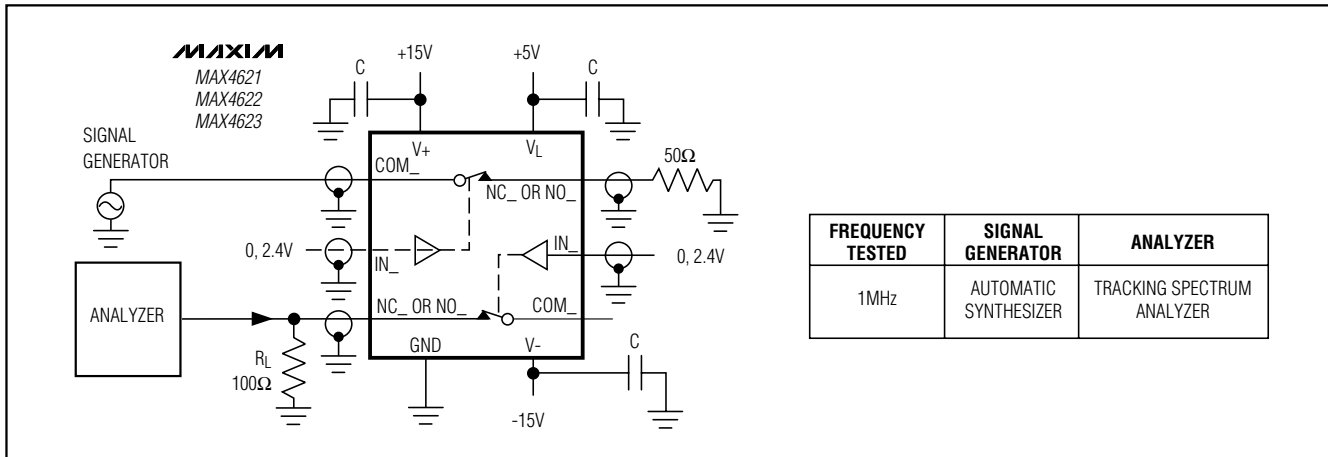 MAXIM
MAX4621
MAX4622
MAX4623
+15V
+5V
C
C
SIGNAL
GENERATOR
V+
VL
50Ω
COM_
NC_ OR NO_
0, 2.4V
IN_
IN_
0, 2.4V
ANALYZER
NC_ OR NO_
COM_
RL
100Ω
GND
V-
C
-15V
FREQUENCY
TESTED
SIGNAL
GENERATOR
ANALYZER
1MHz
AUTOMATIC
SYNTHESIZER
TRACKING SPECTRUM
ANALYZER